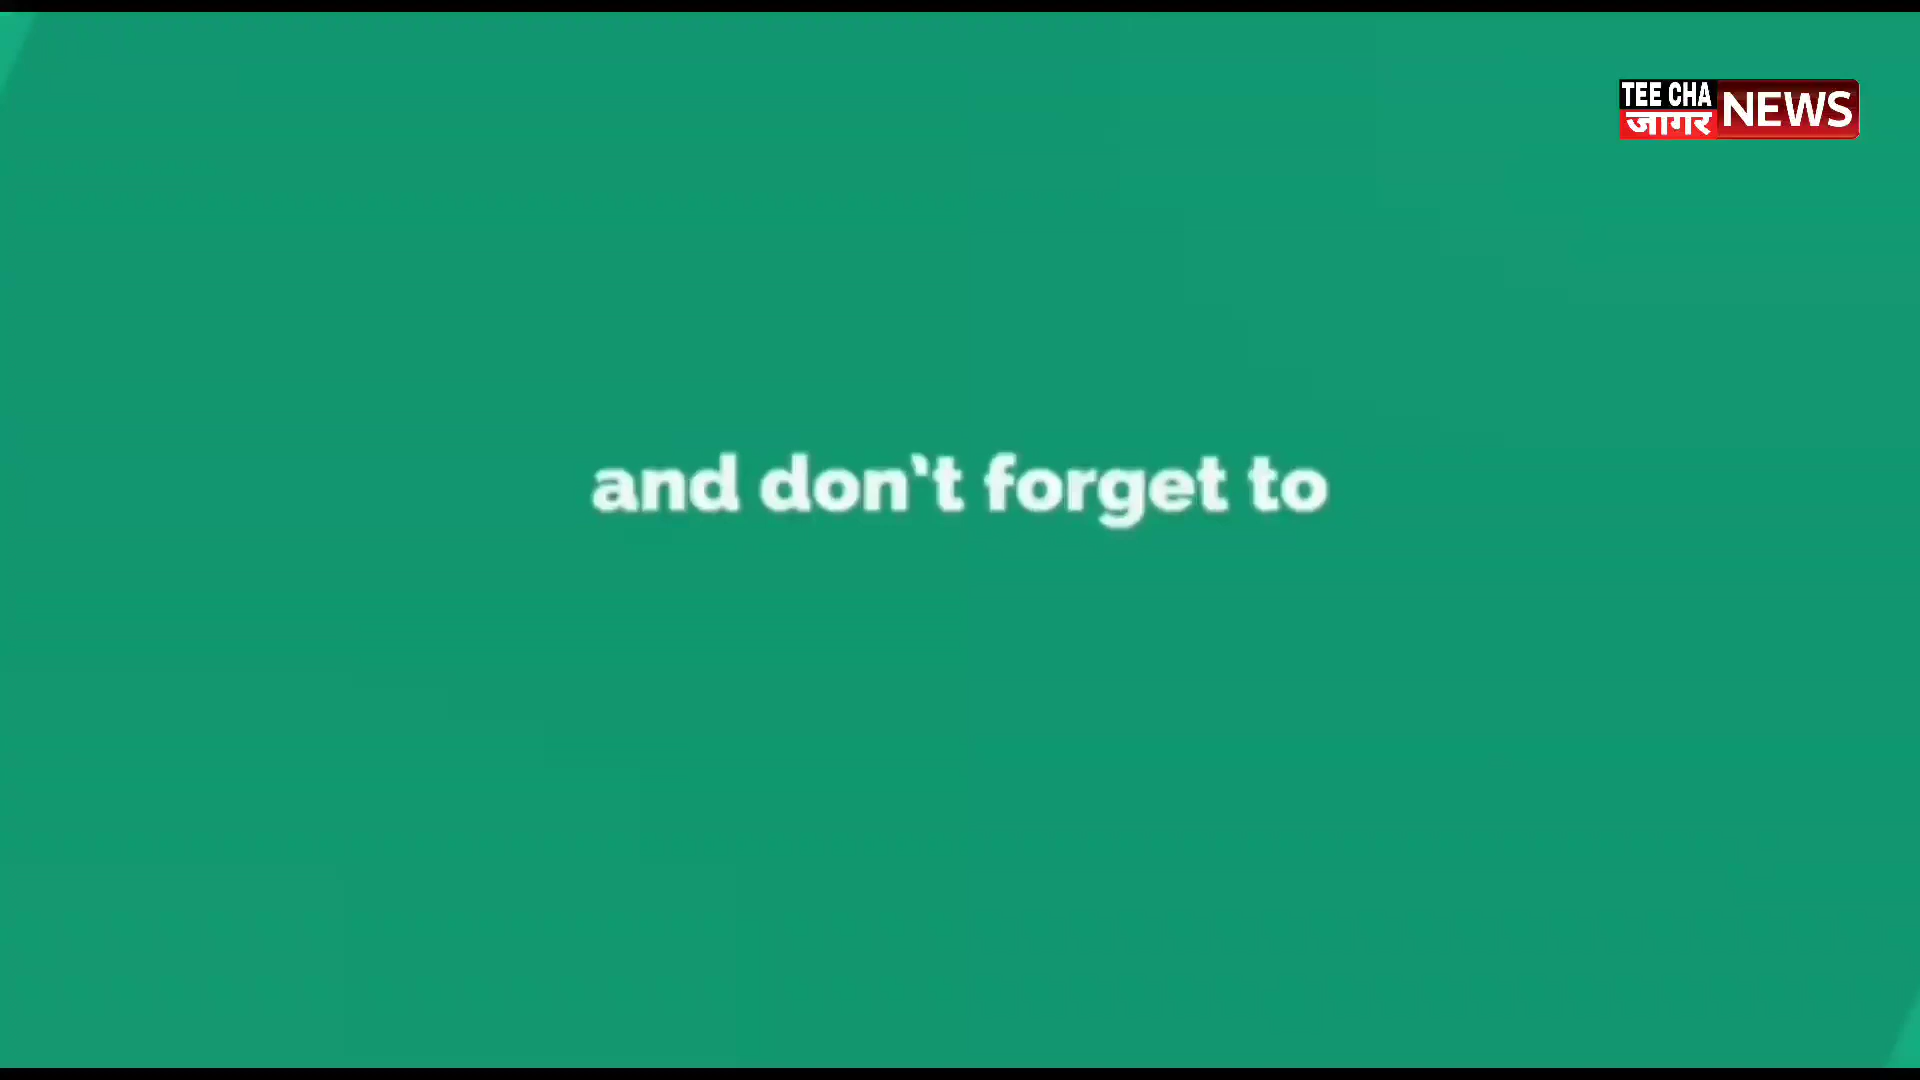 TEE CHA
जागर
NEWS
and don't forget to